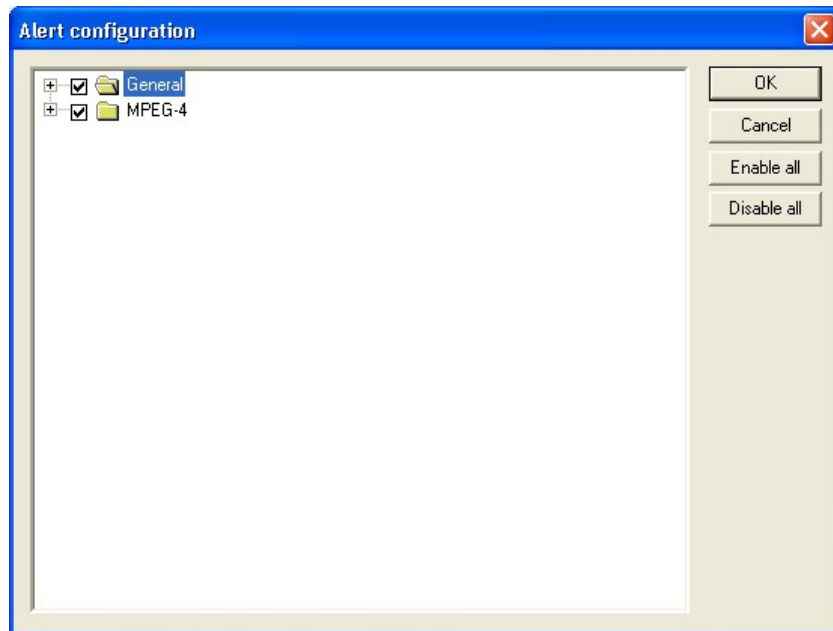 Alert configuration
General
MPEG-4
OK
Cancel
Enable all
Disable all